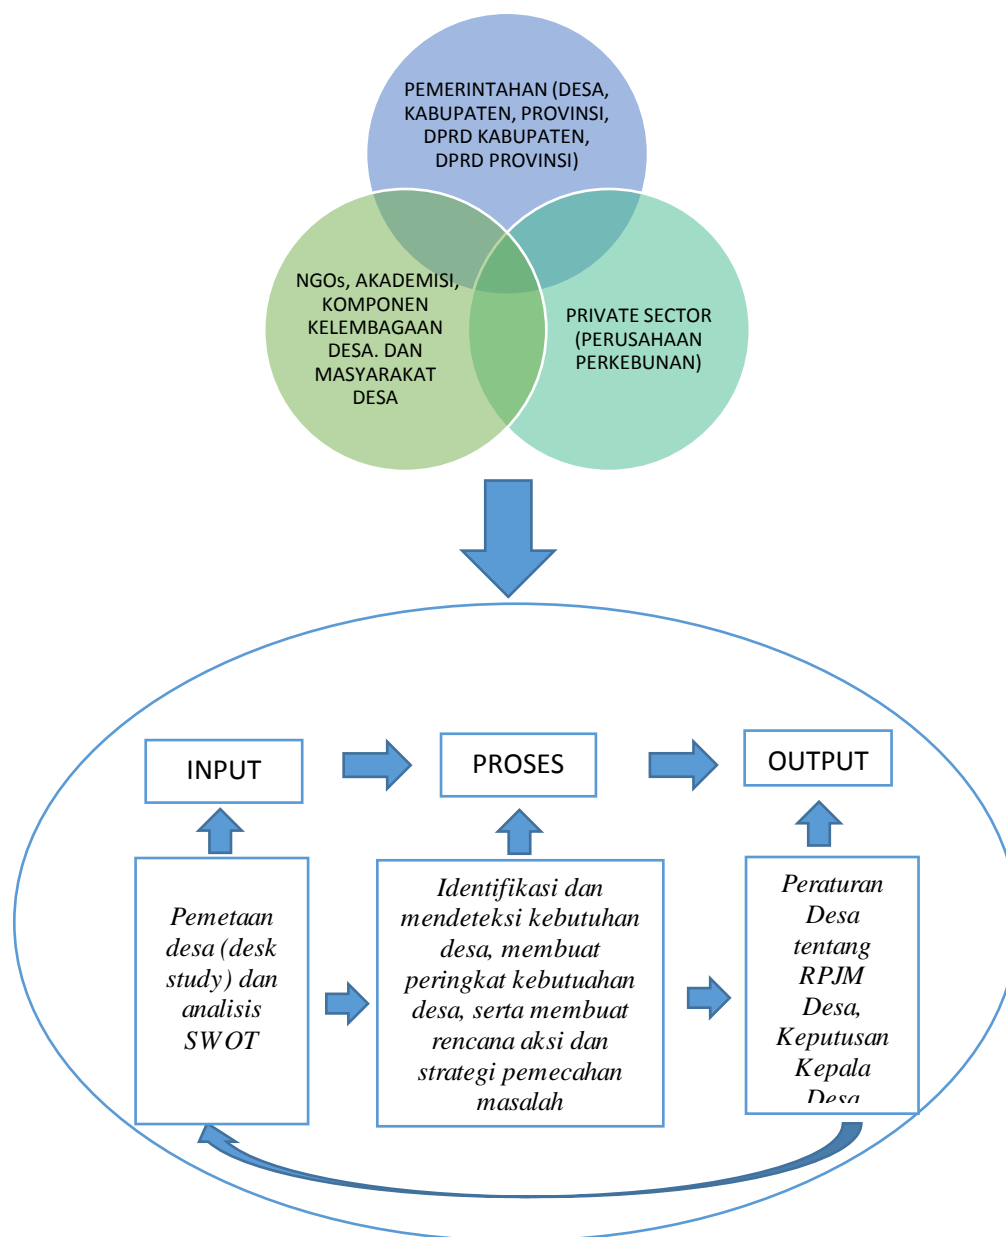 PEMERINTAHAN (DESA,
KABUPATEN, PROVINSI,
DPRD KABUPATEN,
DPRD PROVINSI)
NGOs, AKADEMISI,
KOMPONEN
KELEMBAGAAN
DESA. DAN
MASYARAKAT
DESA
PRIVATE SECTOR
(PERUSAHAAN
PERKEBUNAN)
INPUT
PROSES
OUTPUT
Pemetaan
desa (desk
study) dan
analisis
SWOT
Identifikasi dan
mendeteksi kebutuhan
desa, membuat
peringkat kebutuahan
desa, serta membuat
rencana aksi dan
strategi pemecahan
masalah
Peraturan
Desa
tentang
RPJM
Desa,
Keputusan
Kepala
Desa